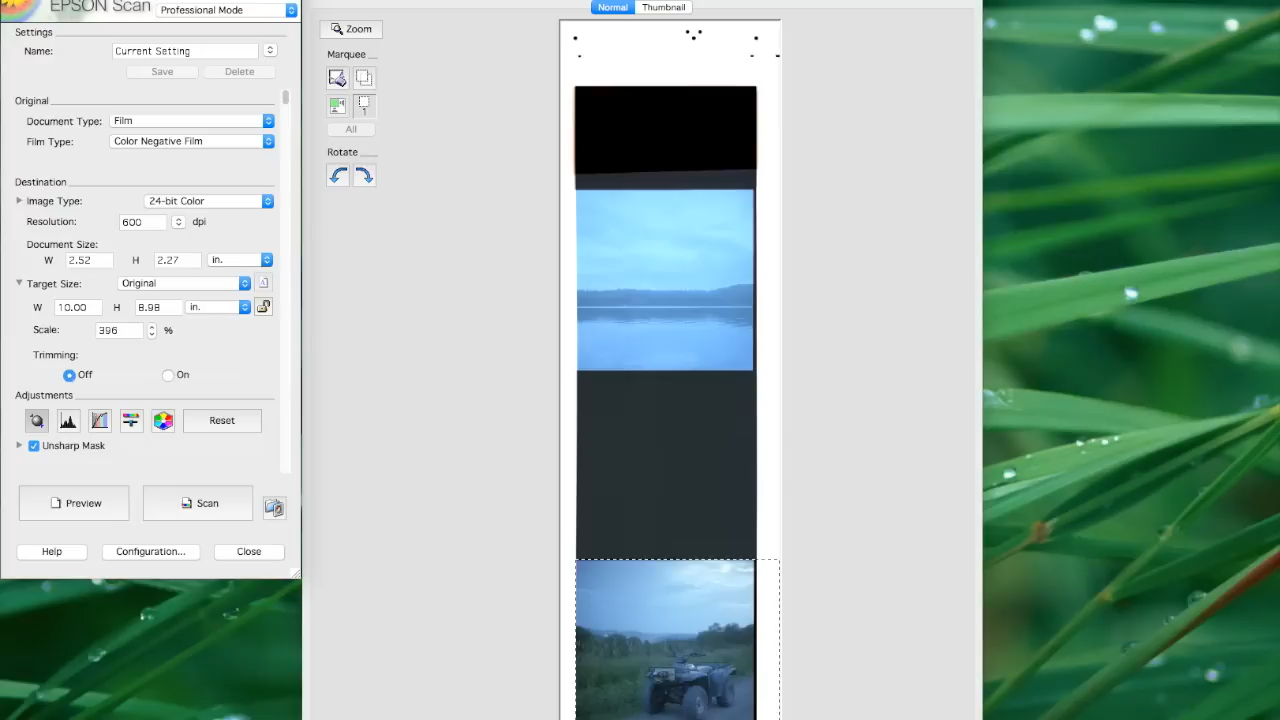 EPSON Scan
Professional Mode
Settings
Name: Current Setting
Save Delete
Original
Document Type: Film
Film Type: Color Negative Film
Destination
Image Type: 24-bit Color
Resolution: 600 dpi
Document Size:
W 2.52 H 2.27 in.
Target Size: Original
W 10.00 H 8.98 in.
Scale: 396 %
Trimming:
Off On
Adjustments
Reset
Unsharp Mask
Preview Scan
Help Configuration... Close
Normal Thumbnail
Zoom
Marquee
1
All
Rotate